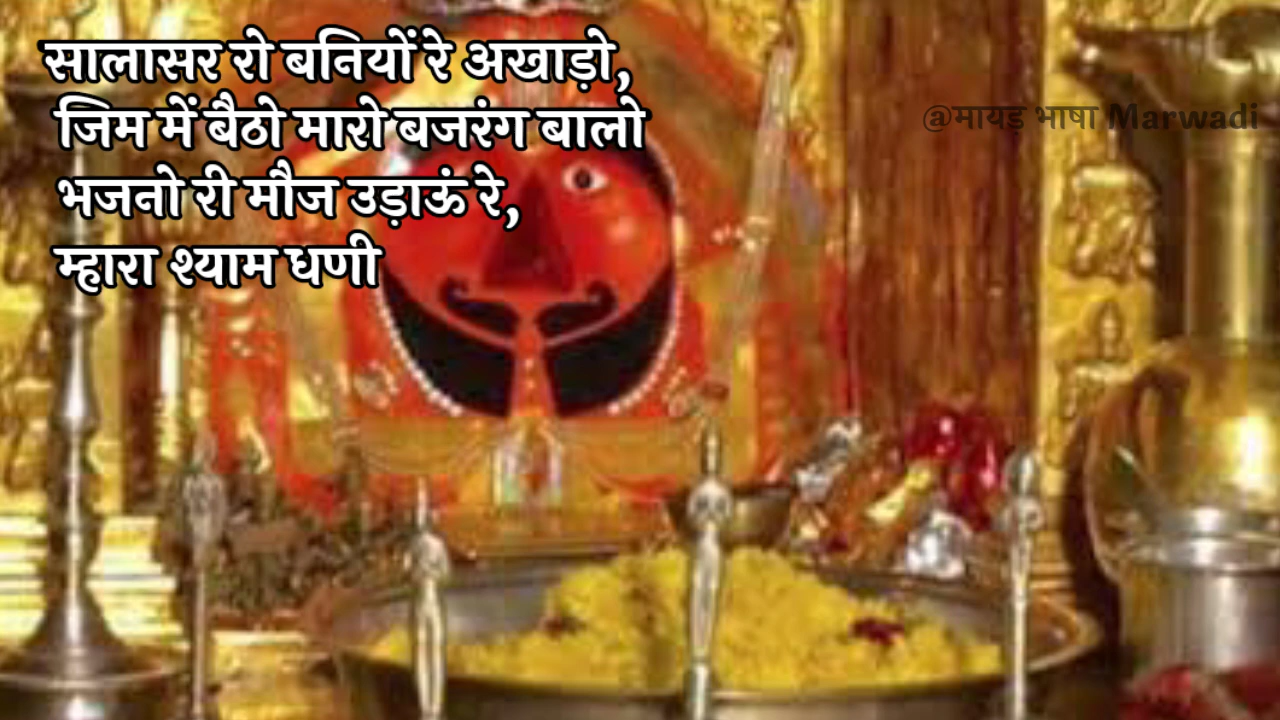 सालासर रो बनियों रे अखाड़ो,
जिम में बैठो मारो बजरंग बालो
भजनो री मौज उड़ाऊं रे,
म्हारा श्याम धणी
@मायड़ भाषा Marwadi